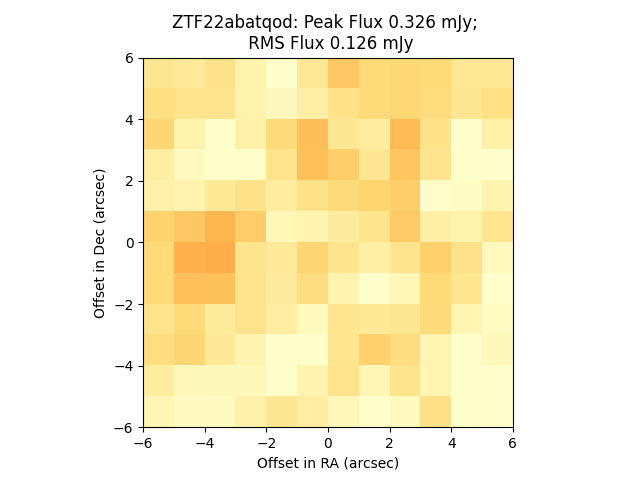 ZTF22abatqod: Peak Flux 0.326 mJy;
RMS Flux 0.126 mJy
6
4
2
0
−2
−4
−6
Offset in Dec (arcsec)
−6 −4 −2 0 2 4 6
Offset in RA (arcsec)